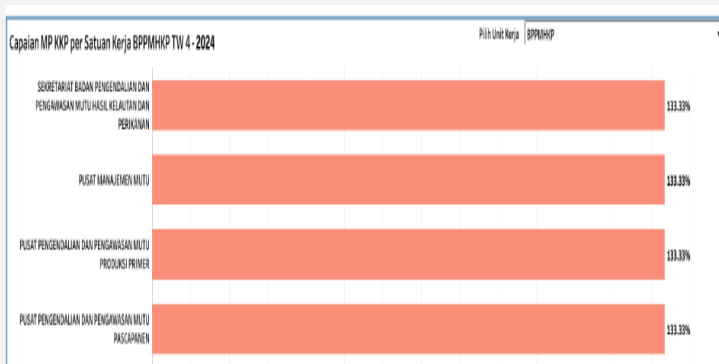 Capaian MP KKP per Satuan Kerja BPPMHKP TW 4 - 2024
Pilih Unit Kerja
BPPMHKP
SEKRETARIAT BADAN PENGENDALIAN DAN
PENGAWASAN MUTU HASIL KELAUTAN DAN
PERIKANAN
133.33%
PUSAT MANAJEMEN MUTU
133.33%
PUSAT PENGENDALIAN DAN PENGAWASAN MUTU
PRODUKSI PRIMER
133.33%
PUSAT PENGENDALIAN DAN PENGAWASAN MUTU
PASCAPANEN
133.33%